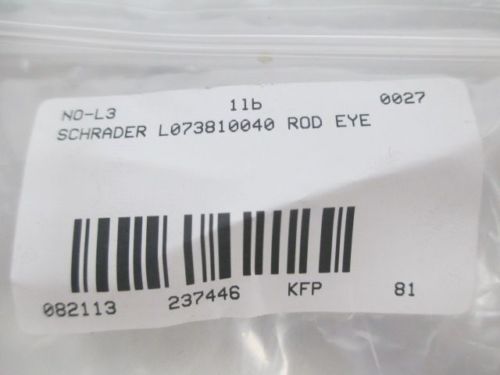 NO-L3 1lb 0027
SCHRADER L073810040 ROD EYE
082113 237446 KFP 81